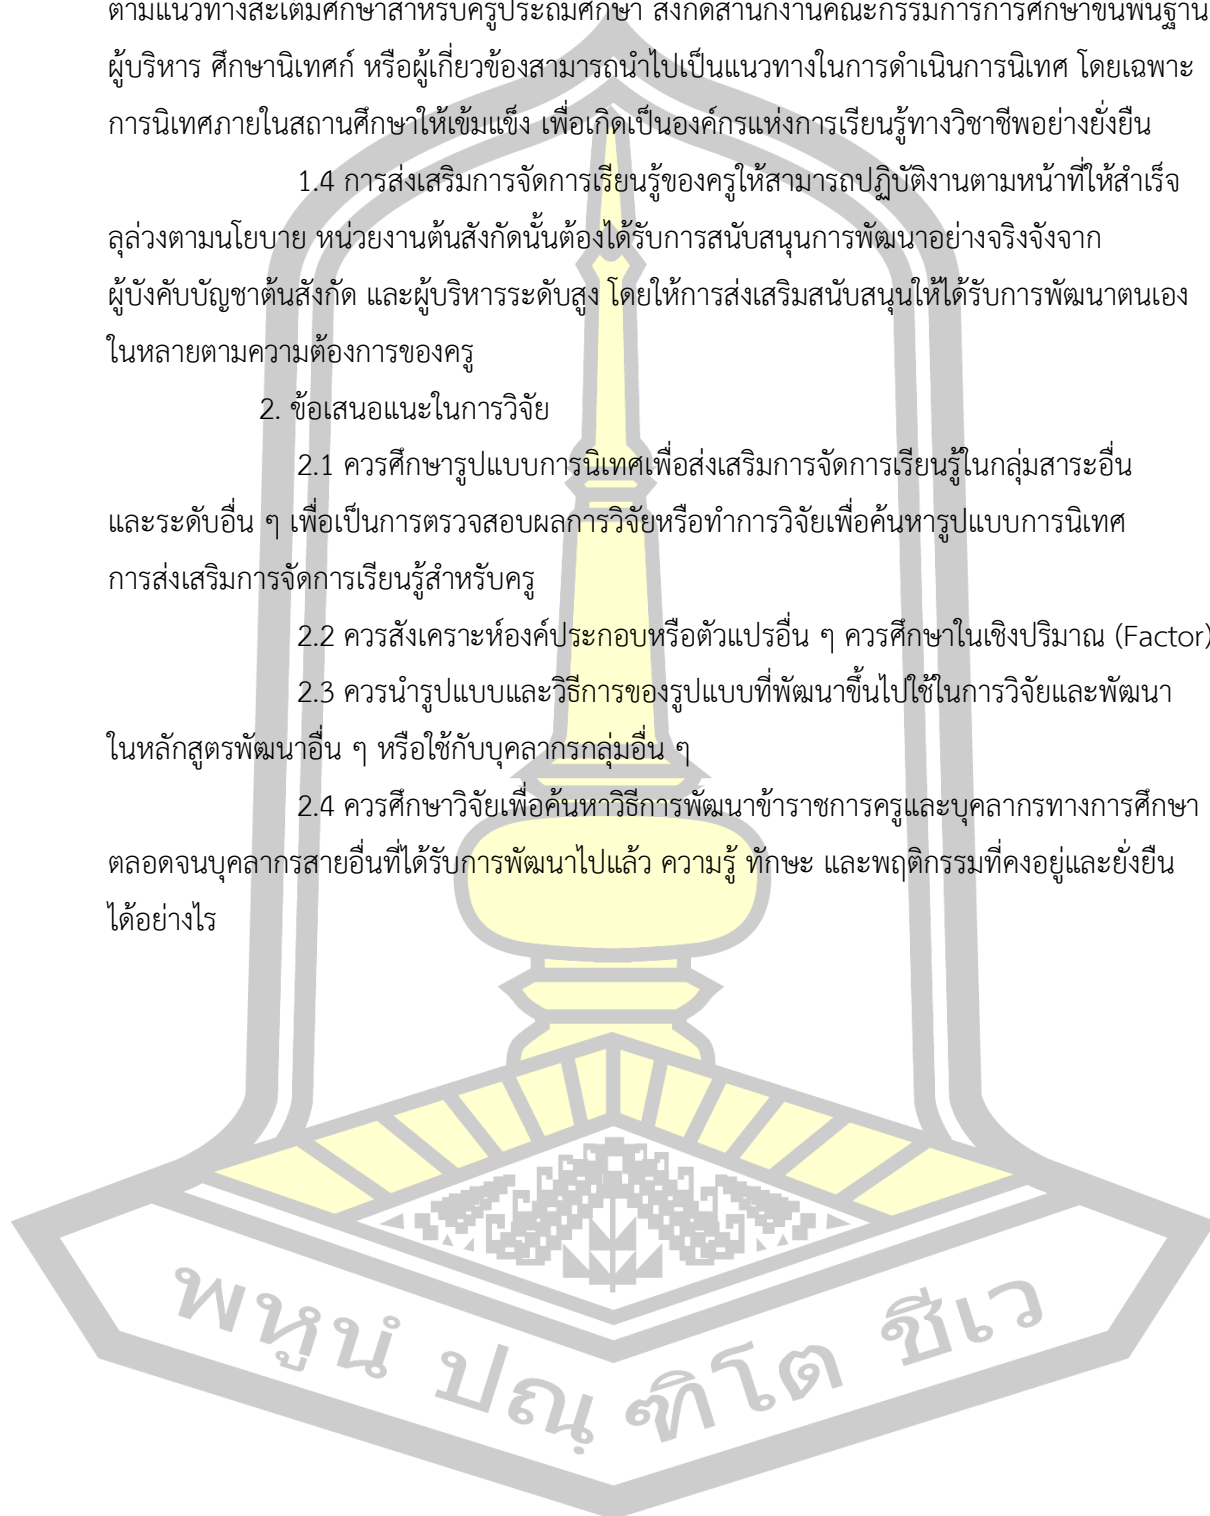 ตามแนวทางสะเต็มศึกษาสำหรับครูประถมศึกษา สังกัดสำนักงานคณะกรรมการการศึกษาขั้นพื้นฐาน
ผู้บริหาร ศึกษานิเทศก์ หรือผู้เกี่ยวข้องสามารถนำไปเป็นแนวทางในการดำเนินการนิเทศ โดยเฉพาะ
การนิเทศภายในสถานศึกษาให้เข้มแข็ง เพื่อเกิดเป็นองค์กรแห่งการเรียนรู้ทางวิชาชีพอย่างยั่งยืน
1.4 การส่งเสริมการจัดการเรียนรู้ของครูให้สามารถปฏิบัติงานตามหน้าที่ให้สำเร็จ
ลุล่วงตามนโยบาย หน่วยงานต้นสังกัดนั้นต้องได้รับการสนับสนุนการพัฒนาอย่างจริงจังจาก
ผู้บังคับบัญชาต้นสังกัด และผู้บริหารระดับสูง โดยให้การส่งเสริมสนับสนุนให้ได้รับการพัฒนาตนเอง
ในหลายตามความต้องการของครู
2. ข้อเสนอแนะในการวิจัย
2.1 ควรศึกษารูปแบบการนิเทศเพื่อส่งเสริมการจัดการเรียนรู้ในกลุ่มสาระอื่น
และระดับอื่น ๆ เพื่อเป็นการตรวจสอบผลการวิจัยหรือทำการวิจัยเพื่อค้นหารูปแบบการนิเทศ
การส่งเสริมการจัดการเรียนรู้สำหรับครู
2.2 ควรสังเคราะห์องค์ประกอบหรือตัวแปรอื่น ๆ ควรศึกษาในเชิงปริมาณ (Factor)
2.3 ควรนำรูปแบบและวิธีการของรูปแบบที่พัฒนาขึ้นไปใช้ในการวิจัยและพัฒนา
ในหลักสูตรพัฒนาอื่น ๆ หรือใช้กับบุคลากรกลุ่มอื่น ๆ
2.4 ควรศึกษาวิจัยเพื่อค้นหาวิธีการพัฒนาข้าราชการครูและบุคลากรทางการศึกษา
ตลอดจนบุคลากรสายอื่นที่ได้รับการพัฒนาไปแล้ว ความรู้ ทักษะ และพฤติกรรมที่คงอยู่และยั่งยืน
ได้อย่างไร
พหูนํ ปณฺฑิโต ชีเว